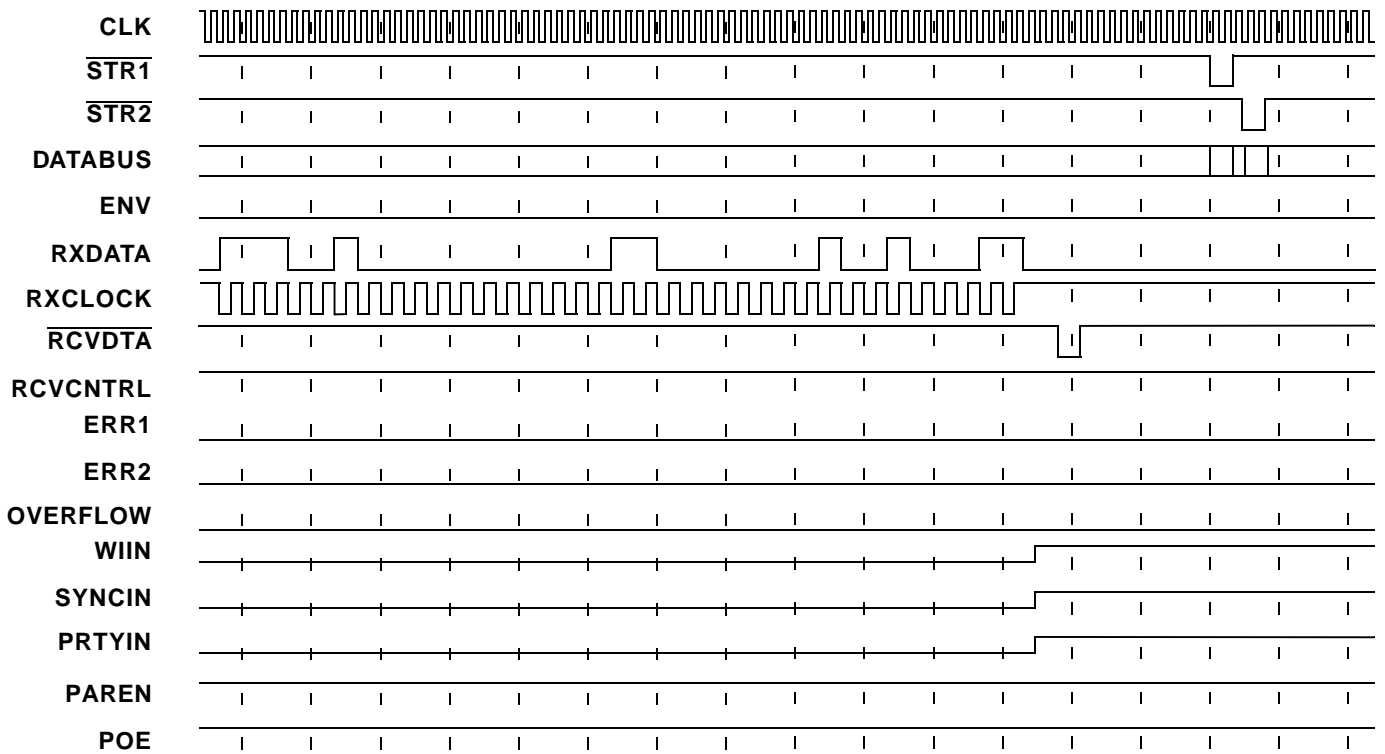 CLK
STR1
STR2
DATABUS
ENV
RXDATA
RXCLOCK
RCVDTA
RCVCNTRL
ERR1
ERR2
OVERFLOW
WIIN
SYNCIN
PRTYIN
PAREN
POE